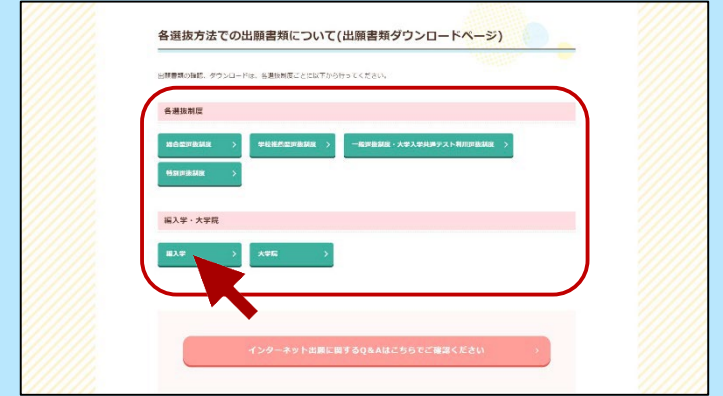 各選抜方法での出願書類について(出願書類ダウンロードページ)
出願書類の確認、ダウンロードは、各選抜制度ごとに以下から行ってください。
各選抜制度
総合型選抜制度
学校推薦型選抜制度
一般選抜制度・大学入学共通テスト利用選抜制度
特別選抜制度
編入学・大学院
編入学
大学院
インターネット出願に関するQ&Aはこちらでご確認ください